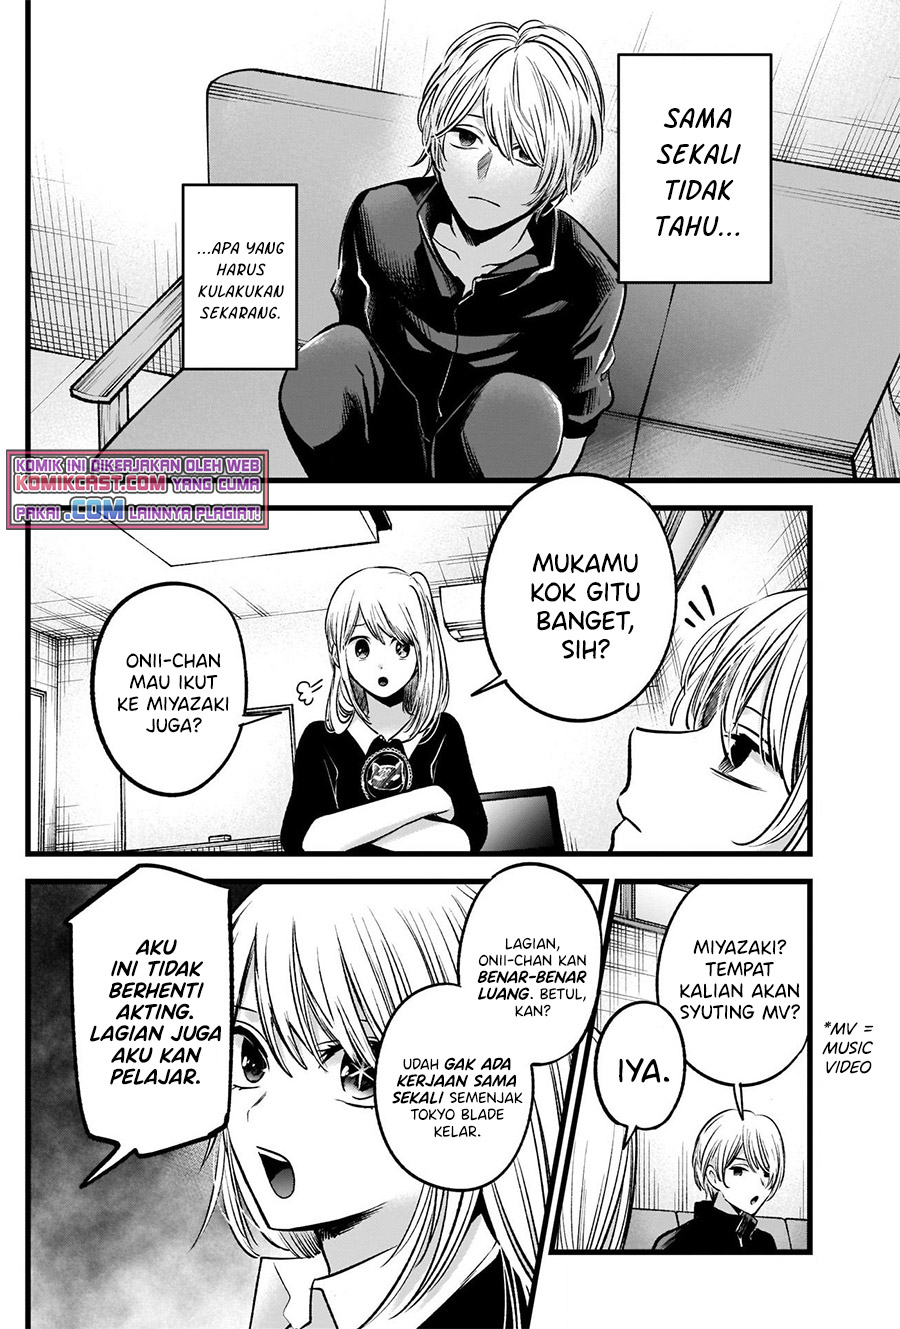 SAMA
SEKALI
TIDAK
TAHU...
...APA YANG
HARUS
KULAKUKAN
SEKARANG.
KOMIK INI DIKERJAKAN OLEH WEB
KOMIKCAST.COM YANG CUMA
PAKAI .COM LAINNYA PLAGIAT!
MUKAMU
KOK GITU
BANGET,
SIH?
ONII-CHAN
MAU IKUT
KE MIYAZAKI
JUGA?
MIYAZAKI?
TEMPAT
KALIAN AKAN
SYUTING MV?
*MV =
MUSIC
VIDEO
IYA.
LAGIAN,
ONII-CHAN KAN
BENAR-BENAR
LUANG. BETUL,
KAN?
UDAH GAK ADA
KERJAAN SAMA
SEKALI SEMENJAK
TOKYO BLADE
KELAR.
AKU
INI TIDAK
BERHENTI
AKTING.
LAGIAN JUGA
AKU KAN
PELAJAR.